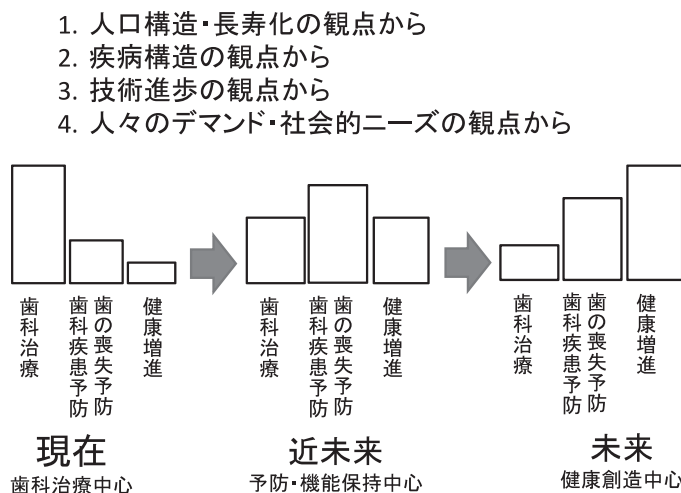 1. 人口構造・長寿化の観点から
2. 疾病構造の観点から
3. 技術進歩の観点から
4. 人々のデマンド・社会的ニーズの観点から
歯科治療
歯の喪失予防
歯科疾患予防
健康増進
歯科治療
歯の喪失予防
歯科疾患予防
健康増進
歯科治療
歯の喪失予防
歯科疾患予防
健康増進
現在
歯科治療中心
近未来
予防・機能保持中心
未来
健康創造中心